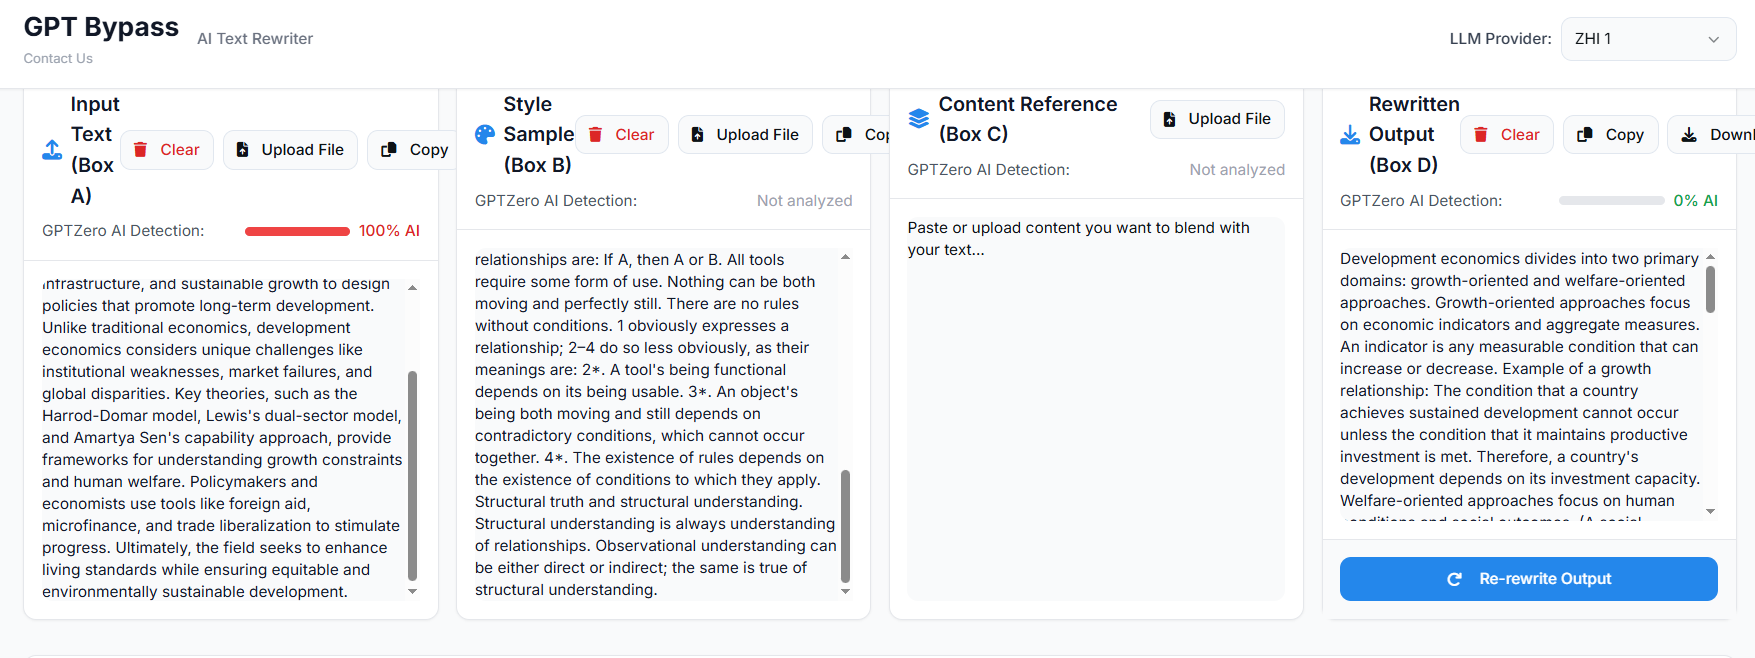 GPT Bypass
AI Text Rewriter
Contact Us
LLM Provider:
ZHI 1
Input
Text
(Box
A)
Clear
Upload File
Copy
GPTZero AI Detection:
100% AI
infrastructure, and sustainable growth to design
policies that promote long-term development.
Unlike traditional economics, development
economics considers unique challenges like
institutional weaknesses, market failures, and
global disparities. Key theories, such as the
Harrod-Domar model, Lewis's dual-sector model,
and Amartya Sen's capability approach, provide
frameworks for understanding growth constraints
and human welfare. Policymakers and
economists use tools like foreign aid,
microfinance, and trade liberalization to stimulate
progress. Ultimately, the field seeks to enhance
living standards while ensuring equitable and
environmentally sustainable development.
Style
Sample
(Box B)
Clear
Upload File
Cop
GPTZero AI Detection:
Not analyzed
relationships are: If A, then A or B. All tools
require some form of use. Nothing can be both
moving and perfectly still. There are no rules
without conditions. 1 obviously expresses a
relationship; 2–4 do so less obviously, as their
meanings are: 2*. A tool's being functional
depends on its being usable. 3*. An object's
being both moving and still depends on
contradictory conditions, which cannot occur
together. 4*. The existence of rules depends on
the existence of conditions to which they apply.
Structural truth and structural understanding.
Structural understanding is always understanding
of relationships. Observational understanding can
be either direct or indirect; the same is true of
structural understanding.
Content Reference
(Box C)
Upload File
GPTZero AI Detection:
Not analyzed
Paste or upload content you want to blend with
your text...
Rewritten
Output
(Box D)
Clear
Copy
Downl
GPTZero AI Detection:
0% AI
Development economics divides into two primary
domains: growth-oriented and welfare-oriented
approaches. Growth-oriented approaches focus
on economic indicators and aggregate measures.
An indicator is any measurable condition that can
increase or decrease. Example of a growth
relationship: The condition that a country
achieves sustained development cannot occur
unless the condition that it maintains productive
investment is met. Therefore, a country's
development depends on its investment capacity.
Welfare-oriented approaches focus on human
conditions and social outcomes. (A social
Re-rewrite Output